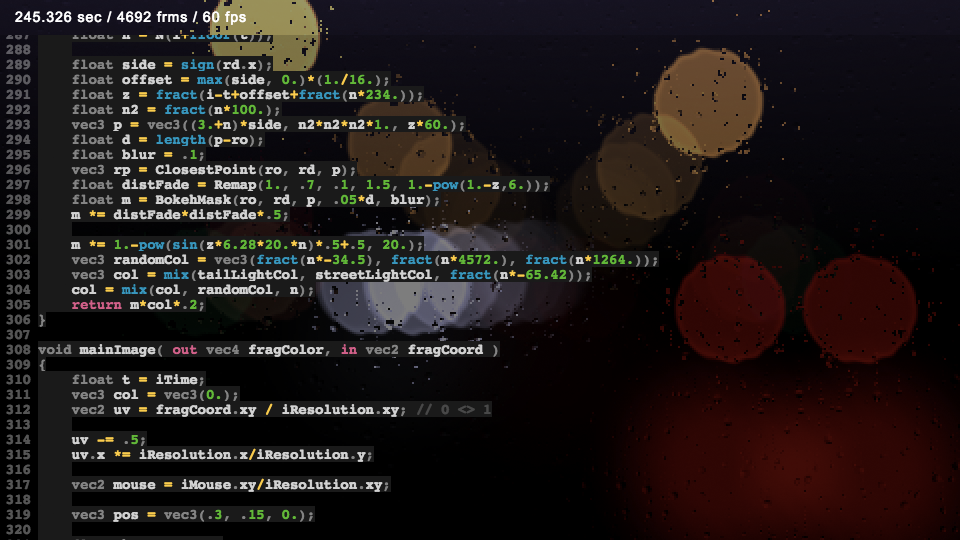 245.326 sec / 4692 frms / 60 fps
287 float n = N(i+floor(t));
288
289 float side = sign(rd.x);
290 float offset = max(side, 0.)*(1./16.);
291 float z = fract(i-t+offset+fract(n*234.));
292 float n2 = fract(n*100.);
293 vec3 p = vec3((3.+n)*side, n2*n2*n2*1., z*60.);
294 float d = length(p-ro);
295 float blur = .1;
296 vec3 rp = ClosestPoint(ro, rd, p);
297 float distFade = Remap(1., .7, .1, 1.5, 1.-pow(1.-z,6.));
298 float m = BokehMask(ro, rd, p, .05*d, blur);
299 m *= distFade*distFade*.5;
300
301 m *= 1.-pow(sin(z*6.28*20.*n)*.5+.5, 20.);
302 vec3 randomCol = vec3(fract(n*-34.5), fract(n*4572.), fract(n*1264.));
303 vec3 col = mix(tailLightCol, streetLightCol, fract(n*-65.42));
304 col = mix(col, randomCol, n);
305 return m*col*.2;
306 }
307
308 void mainImage( out vec4 fragColor, in vec2 fragCoord )
309 {
310 float t = iTime;
311 vec3 col = vec3(0.);
312 vec2 uv = fragCoord.xy / iResolution.xy; // 0 <> 1
313
314 uv -= .5;
315 uv.x *= iResolution.x/iResolution.y;
316
317 vec2 mouse = iMouse.xy/iResolution.xy;
318
319 vec3 pos = vec3(.3, .15, 0.);
320